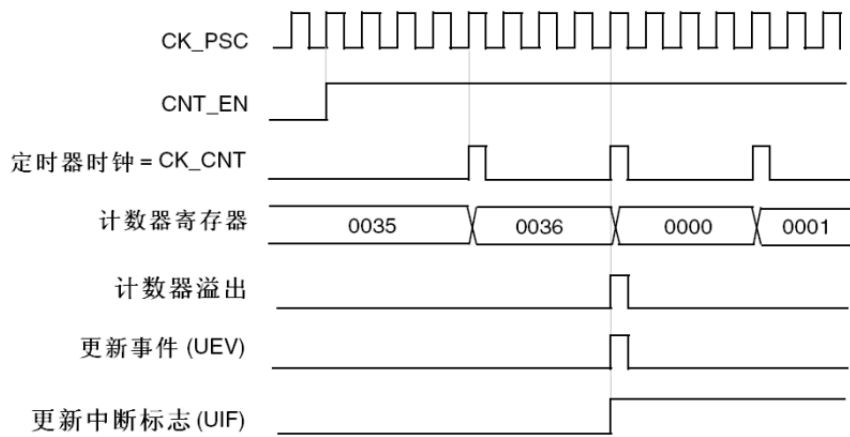 CK_PSC
CNT_EN
定时器时钟 = CK_CNT
计数器寄存器 0035 0036 0000 0001
计数器溢出
更新事件 (UEV)
更新中断标志 (UIF)